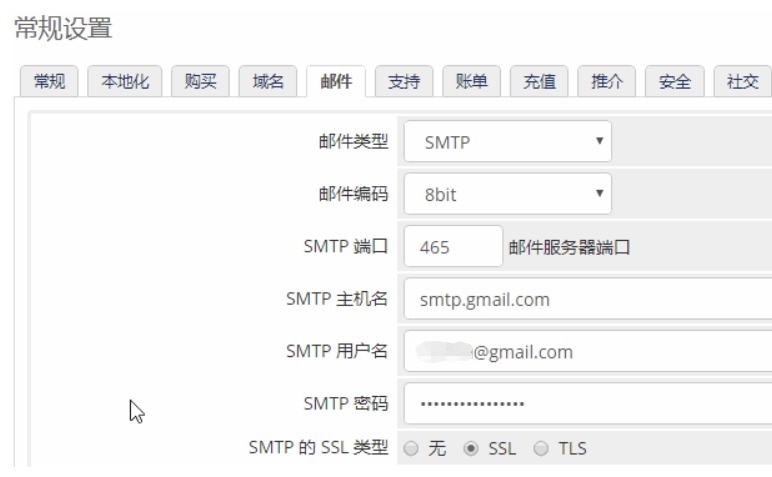 常规设置
常规 本地化 购买 域名 邮件 支持 账单 充值 推介 安全 社交
邮件类型 SMTP
邮件编码 8bit
SMTP 端口 465 邮件服务器端口
SMTP 主机名 smtp.gmail.com
SMTP 用户名 @gmail.com
SMTP 密码 ••••••••••••••••
SMTP 的 SSL 类型 无 SSL TLS